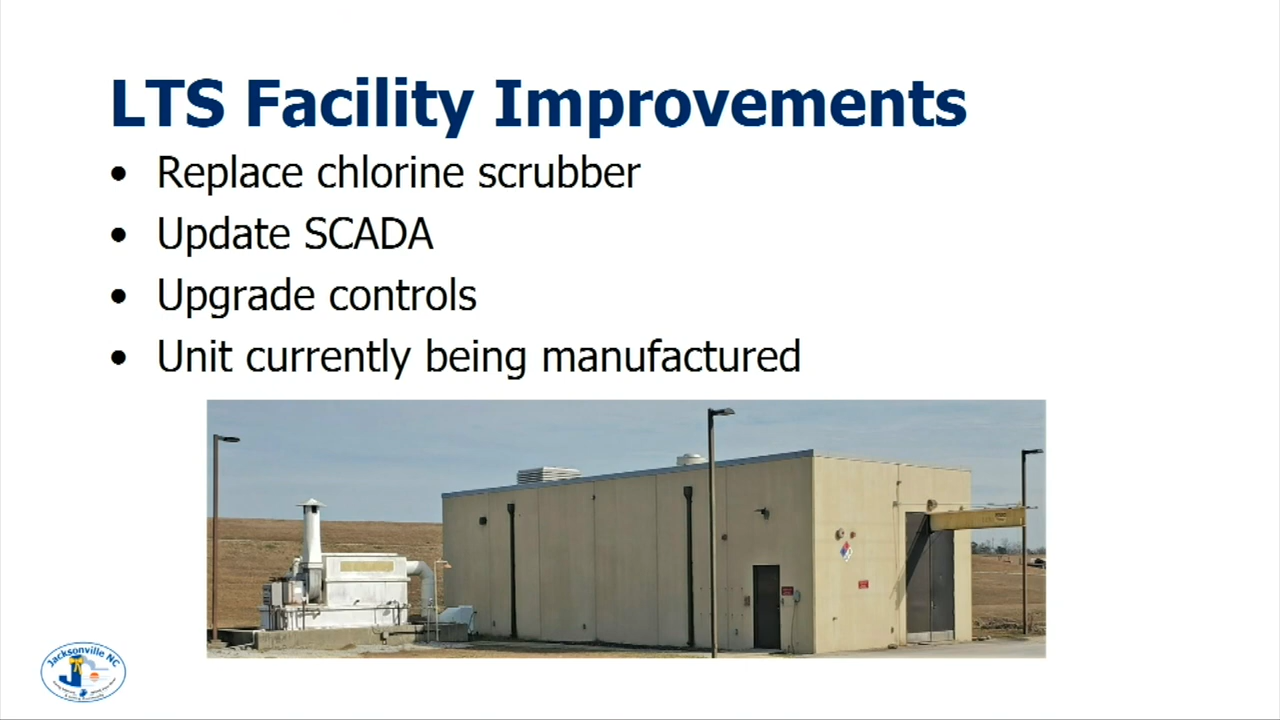 LTS Facility Improvements
• Replace chlorine scrubber
• Update SCADA
• Upgrade controls
• Unit currently being manufactured
Jacksonville NC